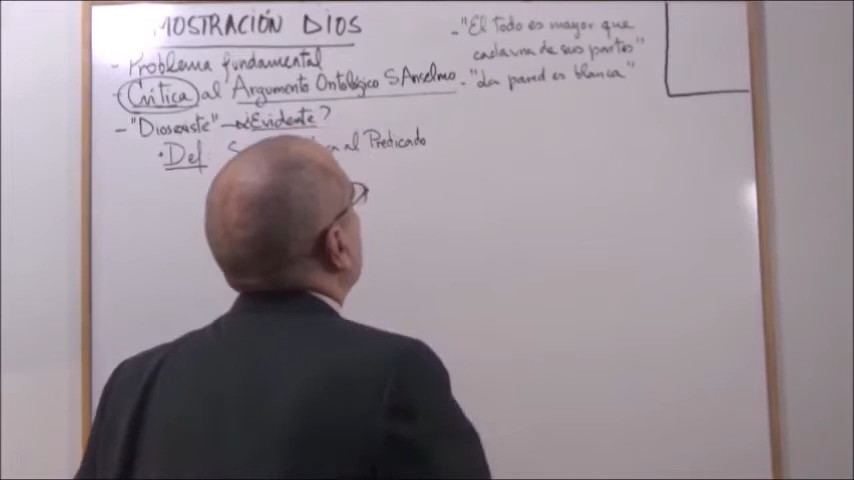 MOSTRACIÓN DIOS
- Problema fundamental
- Crítica al Argumento Ontológico S Anselmo
- "Dios existe" → ¿Evidente?
• Def S ca al Predicado
- "El Todo es mayor que
cada una de sus partes"
- "La pared es blanca"